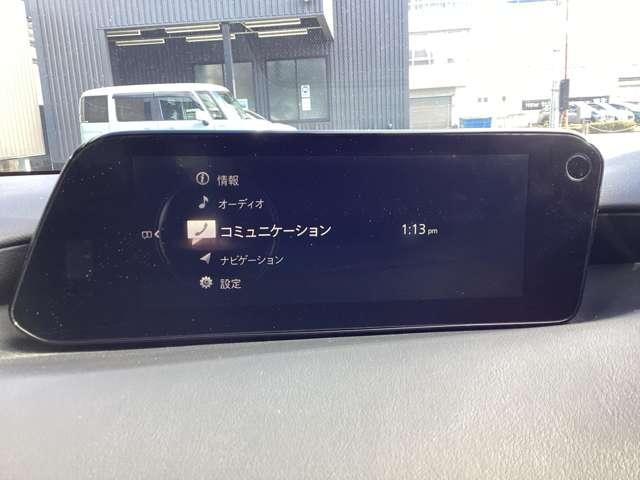 情報
オーディオ
コミュニケーション 1:13 pm
ナビゲーション
設定